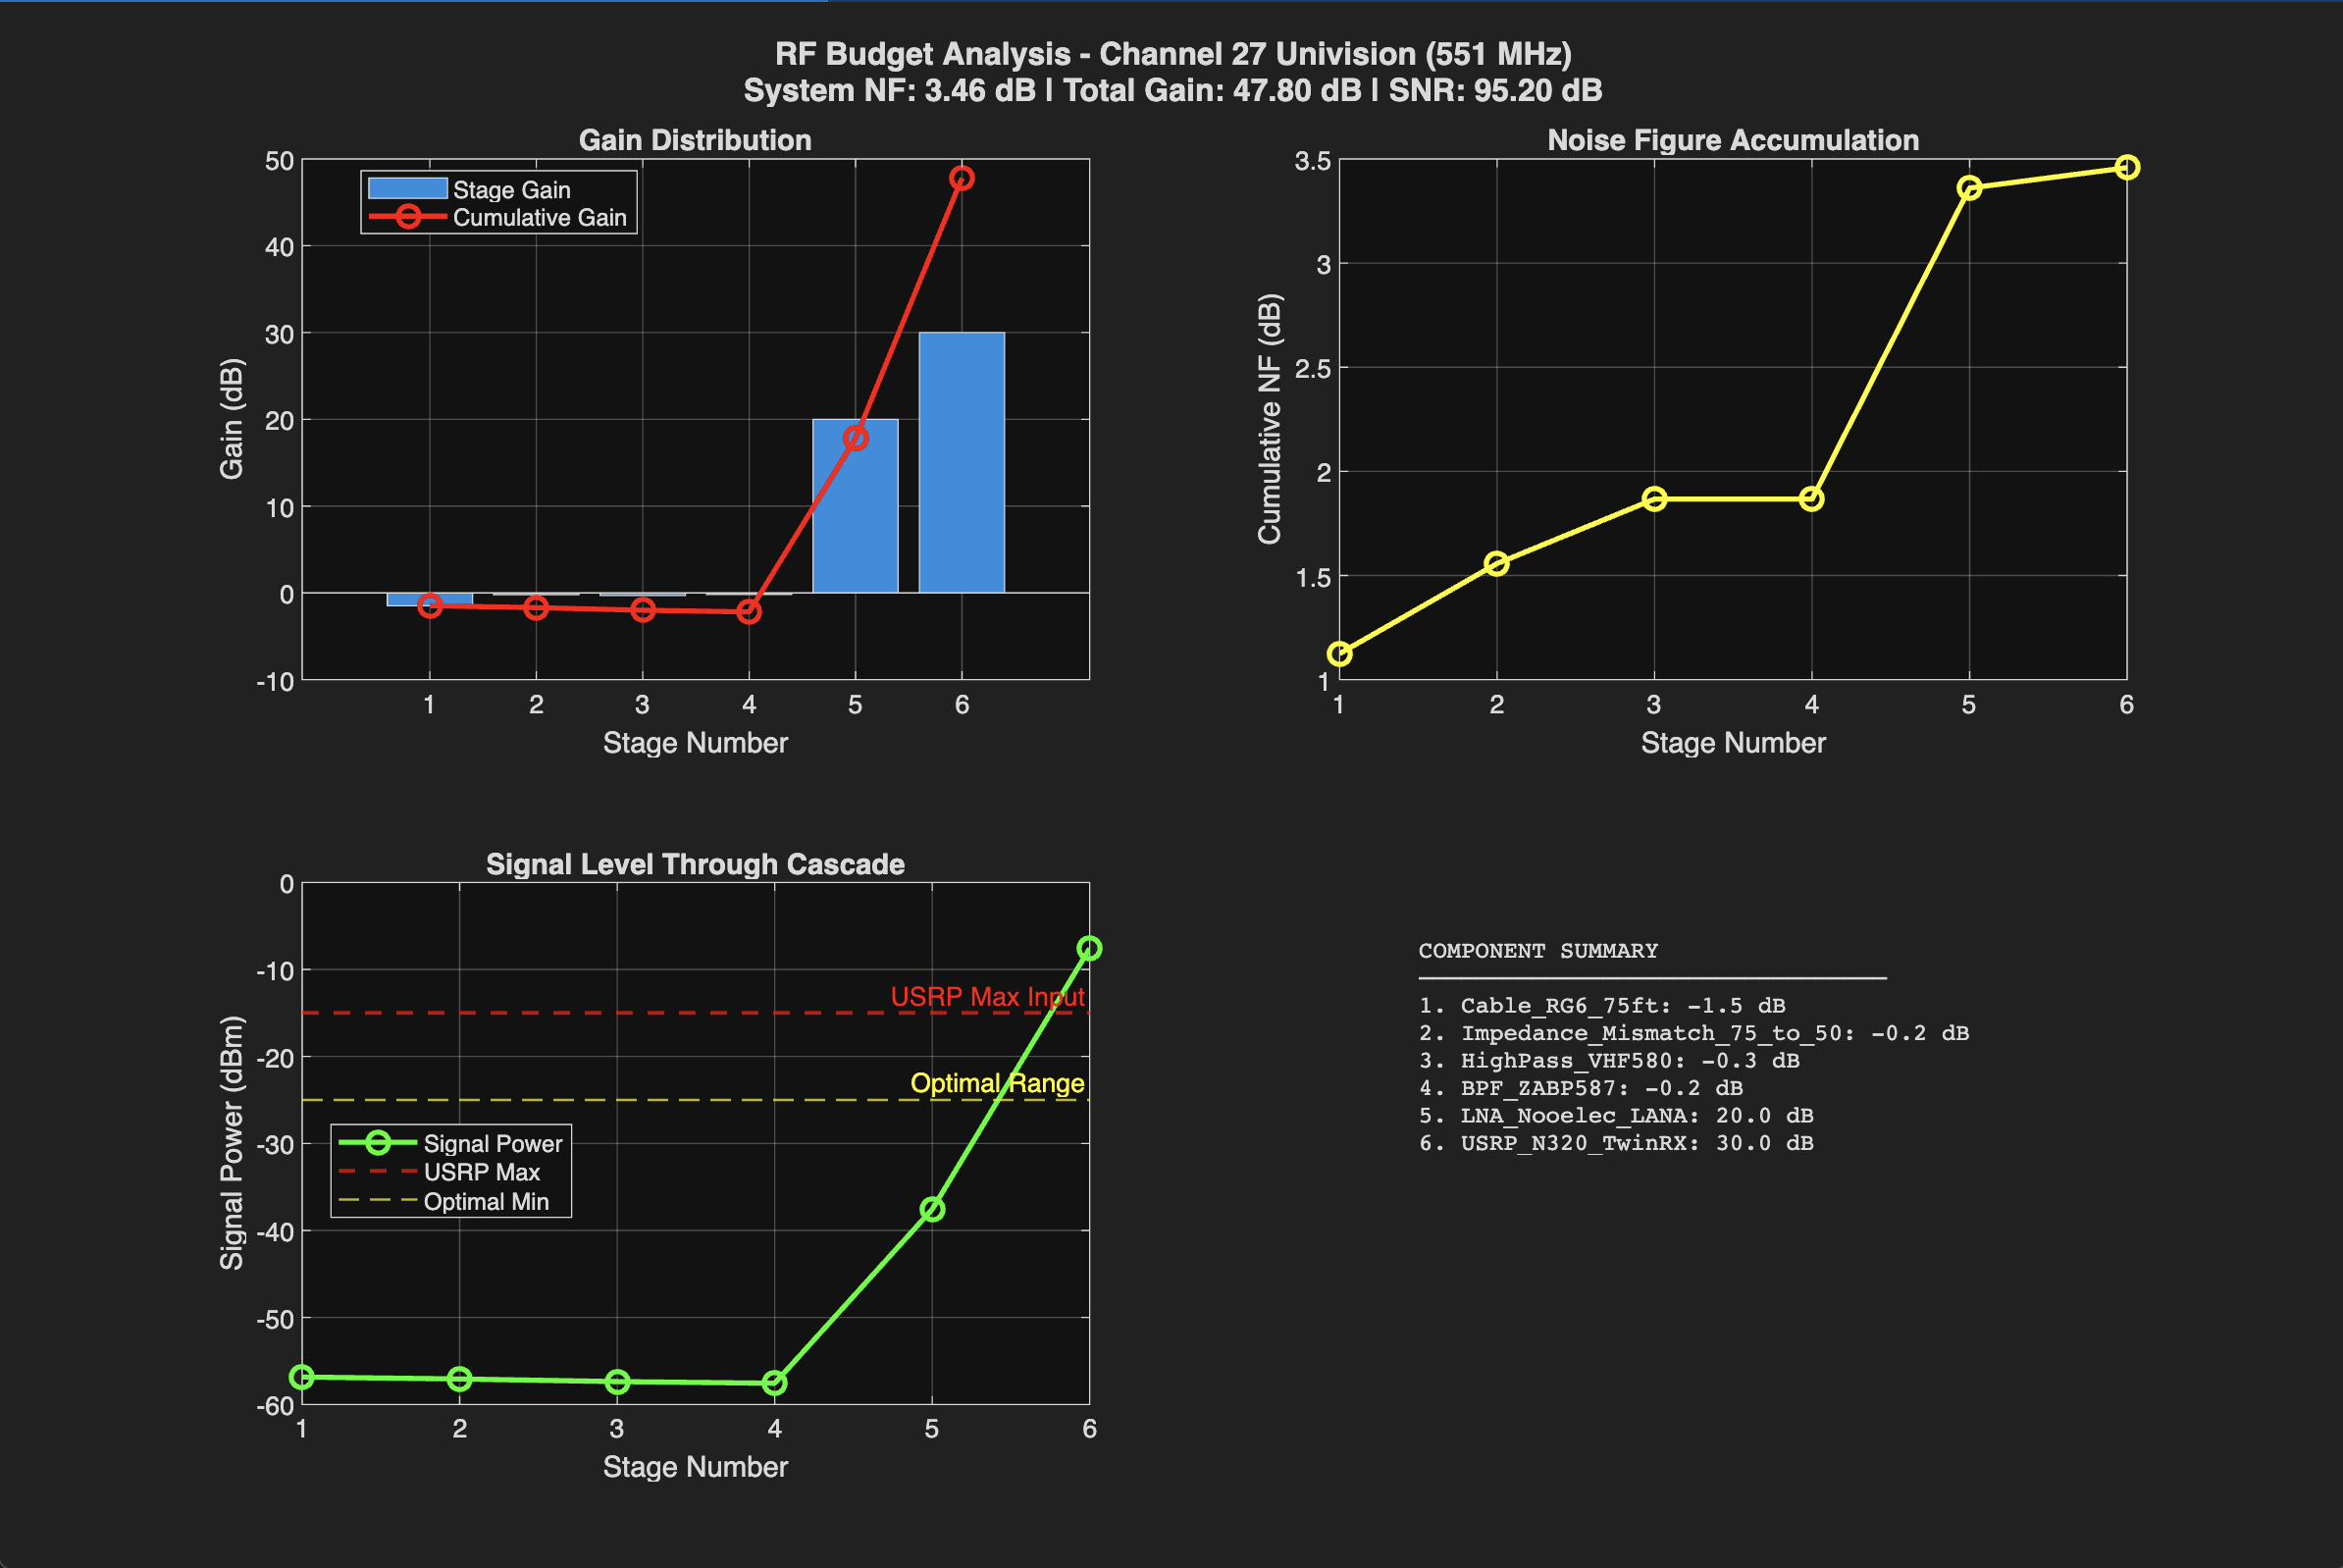 RF Budget Analysis - Channel 27 Univision (551 MHz)
System NF: 3.46 dB | Total Gain: 47.80 dB | SNR: 95.20 dB
Gain Distribution
50
40
30
20
10
0
-10
Gain (dB)
Stage Gain
Cumulative Gain
1 2 3 4 5 6
Stage Number
Noise Figure Accumulation
3.5
3
2.5
2
1.5
1
Cumulative NF (dB)
1 2 3 4 5 6
Stage Number
Signal Level Through Cascade
0
-10
-20
-30
-40
-50
-60
Signal Power (dBm)
USRP Max Input
Optimal Range
Signal Power
USRP Max
Optimal Min
1 2 3 4 5 6
Stage Number
COMPONENT SUMMARY
1. Cable_RG6_75ft: -1.5 dB
2. Impedance_Mismatch_75_to_50: -0.2 dB
3. HighPass_VHF580: -0.3 dB
4. BPF_ZABP587: -0.2 dB
5. LNA_Nooelec_LANA: 20.0 dB
6. USRP_N320_TwinRX: 30.0 dB